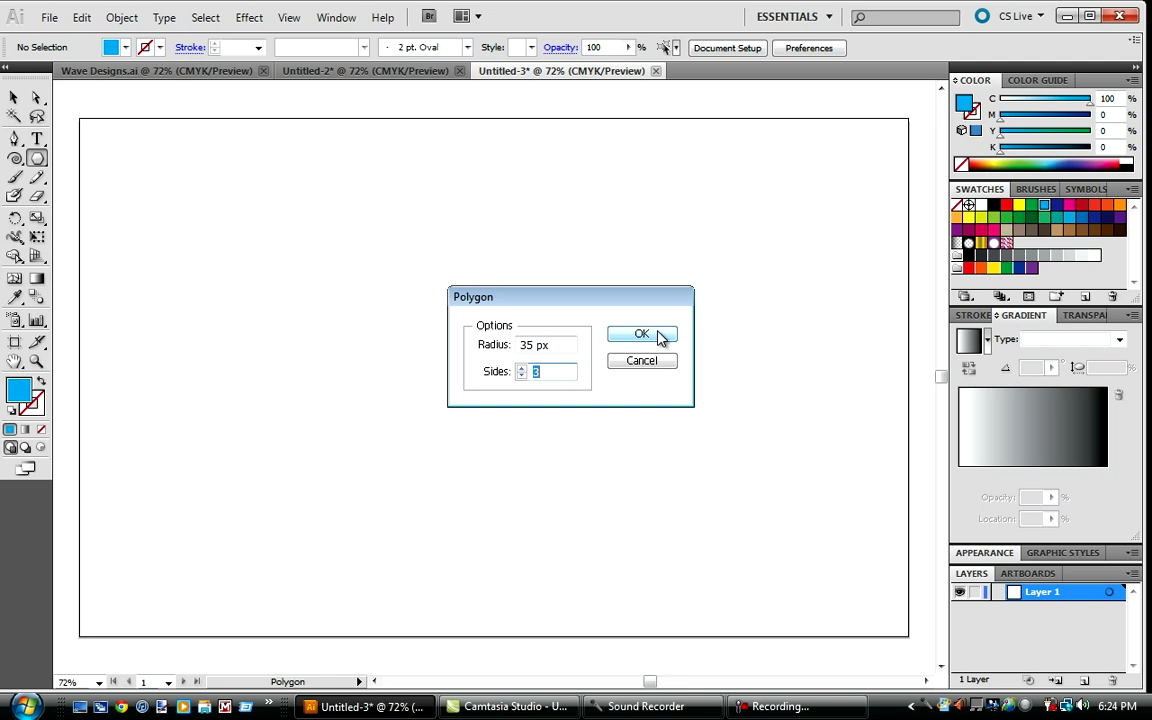 Ai File Edit Object Type Select Effect View Window Help Br ESSENTIALS CS Live
No Selection Stroke: 2 pt. Oval Style: Opacity: 100 % Document Setup Preferences
Wave Designs.ai @ 72% (CMYK/Preview) Untitled-2* @ 72% (CMYK/Preview) Untitled-3* @ 72% (CMYK/Preview)
COLOR COLOR GUIDE
C 100 %
M 0 %
Y 0 %
K 0 %
SWATCHES BRUSHES SYMBOLS
Polygon
Options
Radius: 35 px
Sides: 3
OK
Cancel
STROKE GRADIENT TRANSPA
Type:
%
Opacity: %
Location: %
APPEARANCE GRAPHIC STYLES
LAYERS ARTBOARDS
Layer 1
1 Layer
72% 1 Polygon
Untitled-3* @ 72% (... Camtasia Studio - U... Sound Recorder Recording... 6:24 PM